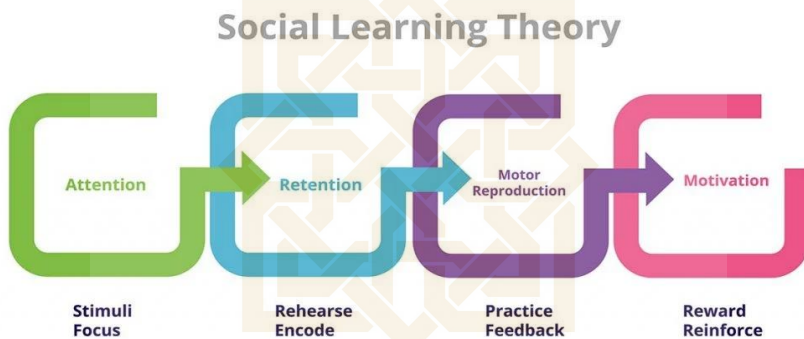 Social Learning Theory
Attention
Retention
Motor
Reproduction
Motivation
Stimuli
Focus
Rehearse
Encode
Practice
Feedback
Reward
Reinforce